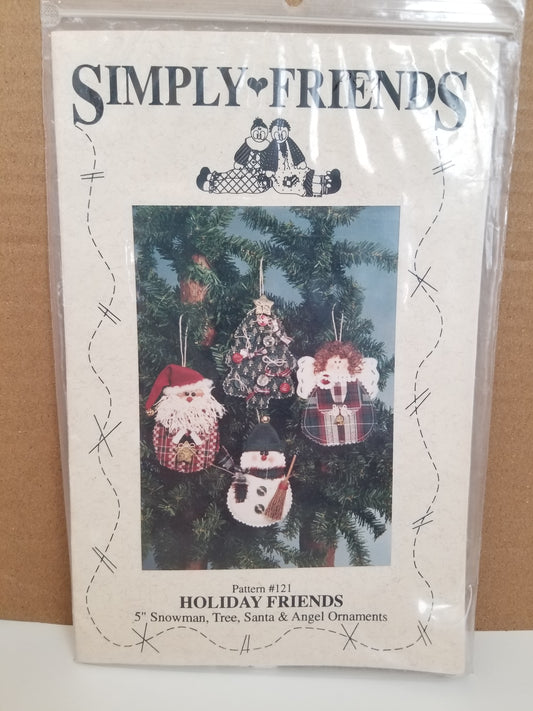 SIMPLY♥FRIENDS
Pattern #121
HOLIDAY FRIENDS
5" Snowman, Tree, Santa & Angel Ornaments